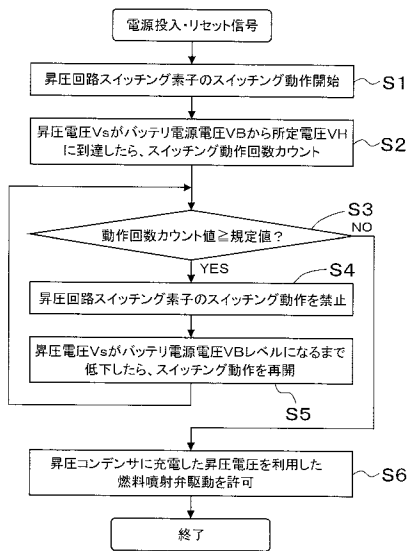 電源投入・リセット信号
昇圧回路スイッチング素子のスイッチング動作開始
S1
昇圧電圧Vsがバッテリ電源電圧VBから所定電圧VH
に到達したら、スイッチング動作回数カウント
S2
動作回数カウント値≧規定値?
S3
NO
YES
S4
昇圧回路スイッチング素子のスイッチング動作を禁止
昇圧電圧Vsがバッテリ電源電圧VBレベルになるまで
低下したら、スイッチング動作を再開
S5
昇圧コンデンサに充電した昇圧電圧を利用した
燃料噴射弁駆動を許可
S6
終了